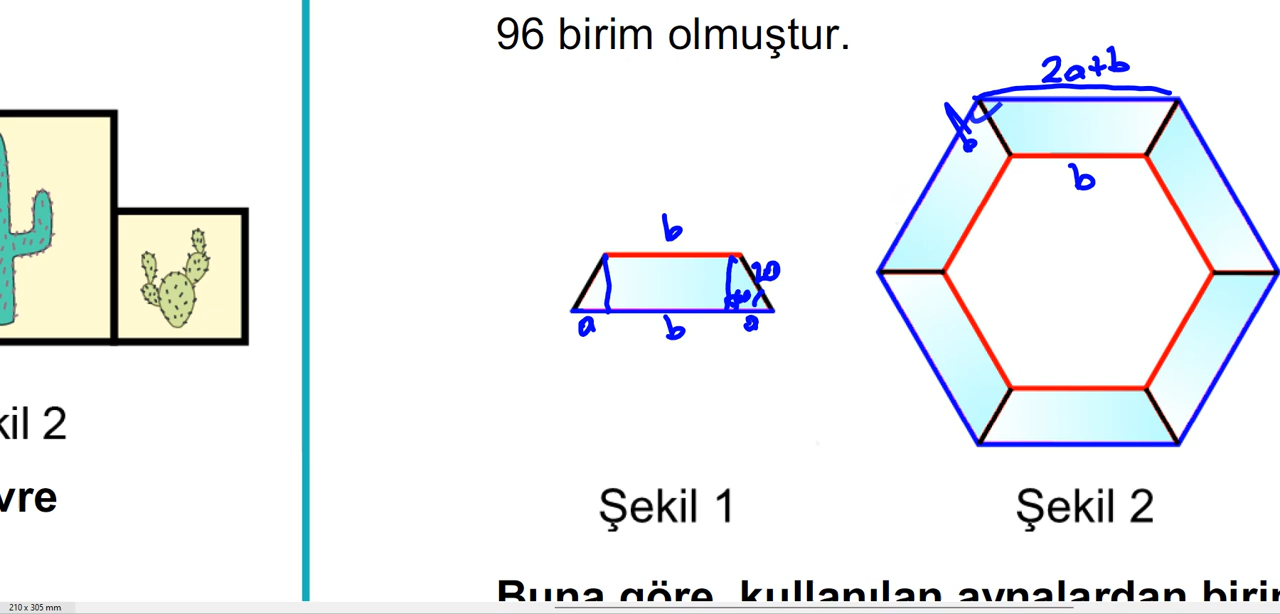 96 birim olmuştur.
2a+b
b
b
a
b
a
Şekil 1
Şekil 2
kil 2
vre
Buna göre, kullanılan aynalardan birin
210 x 305 mm